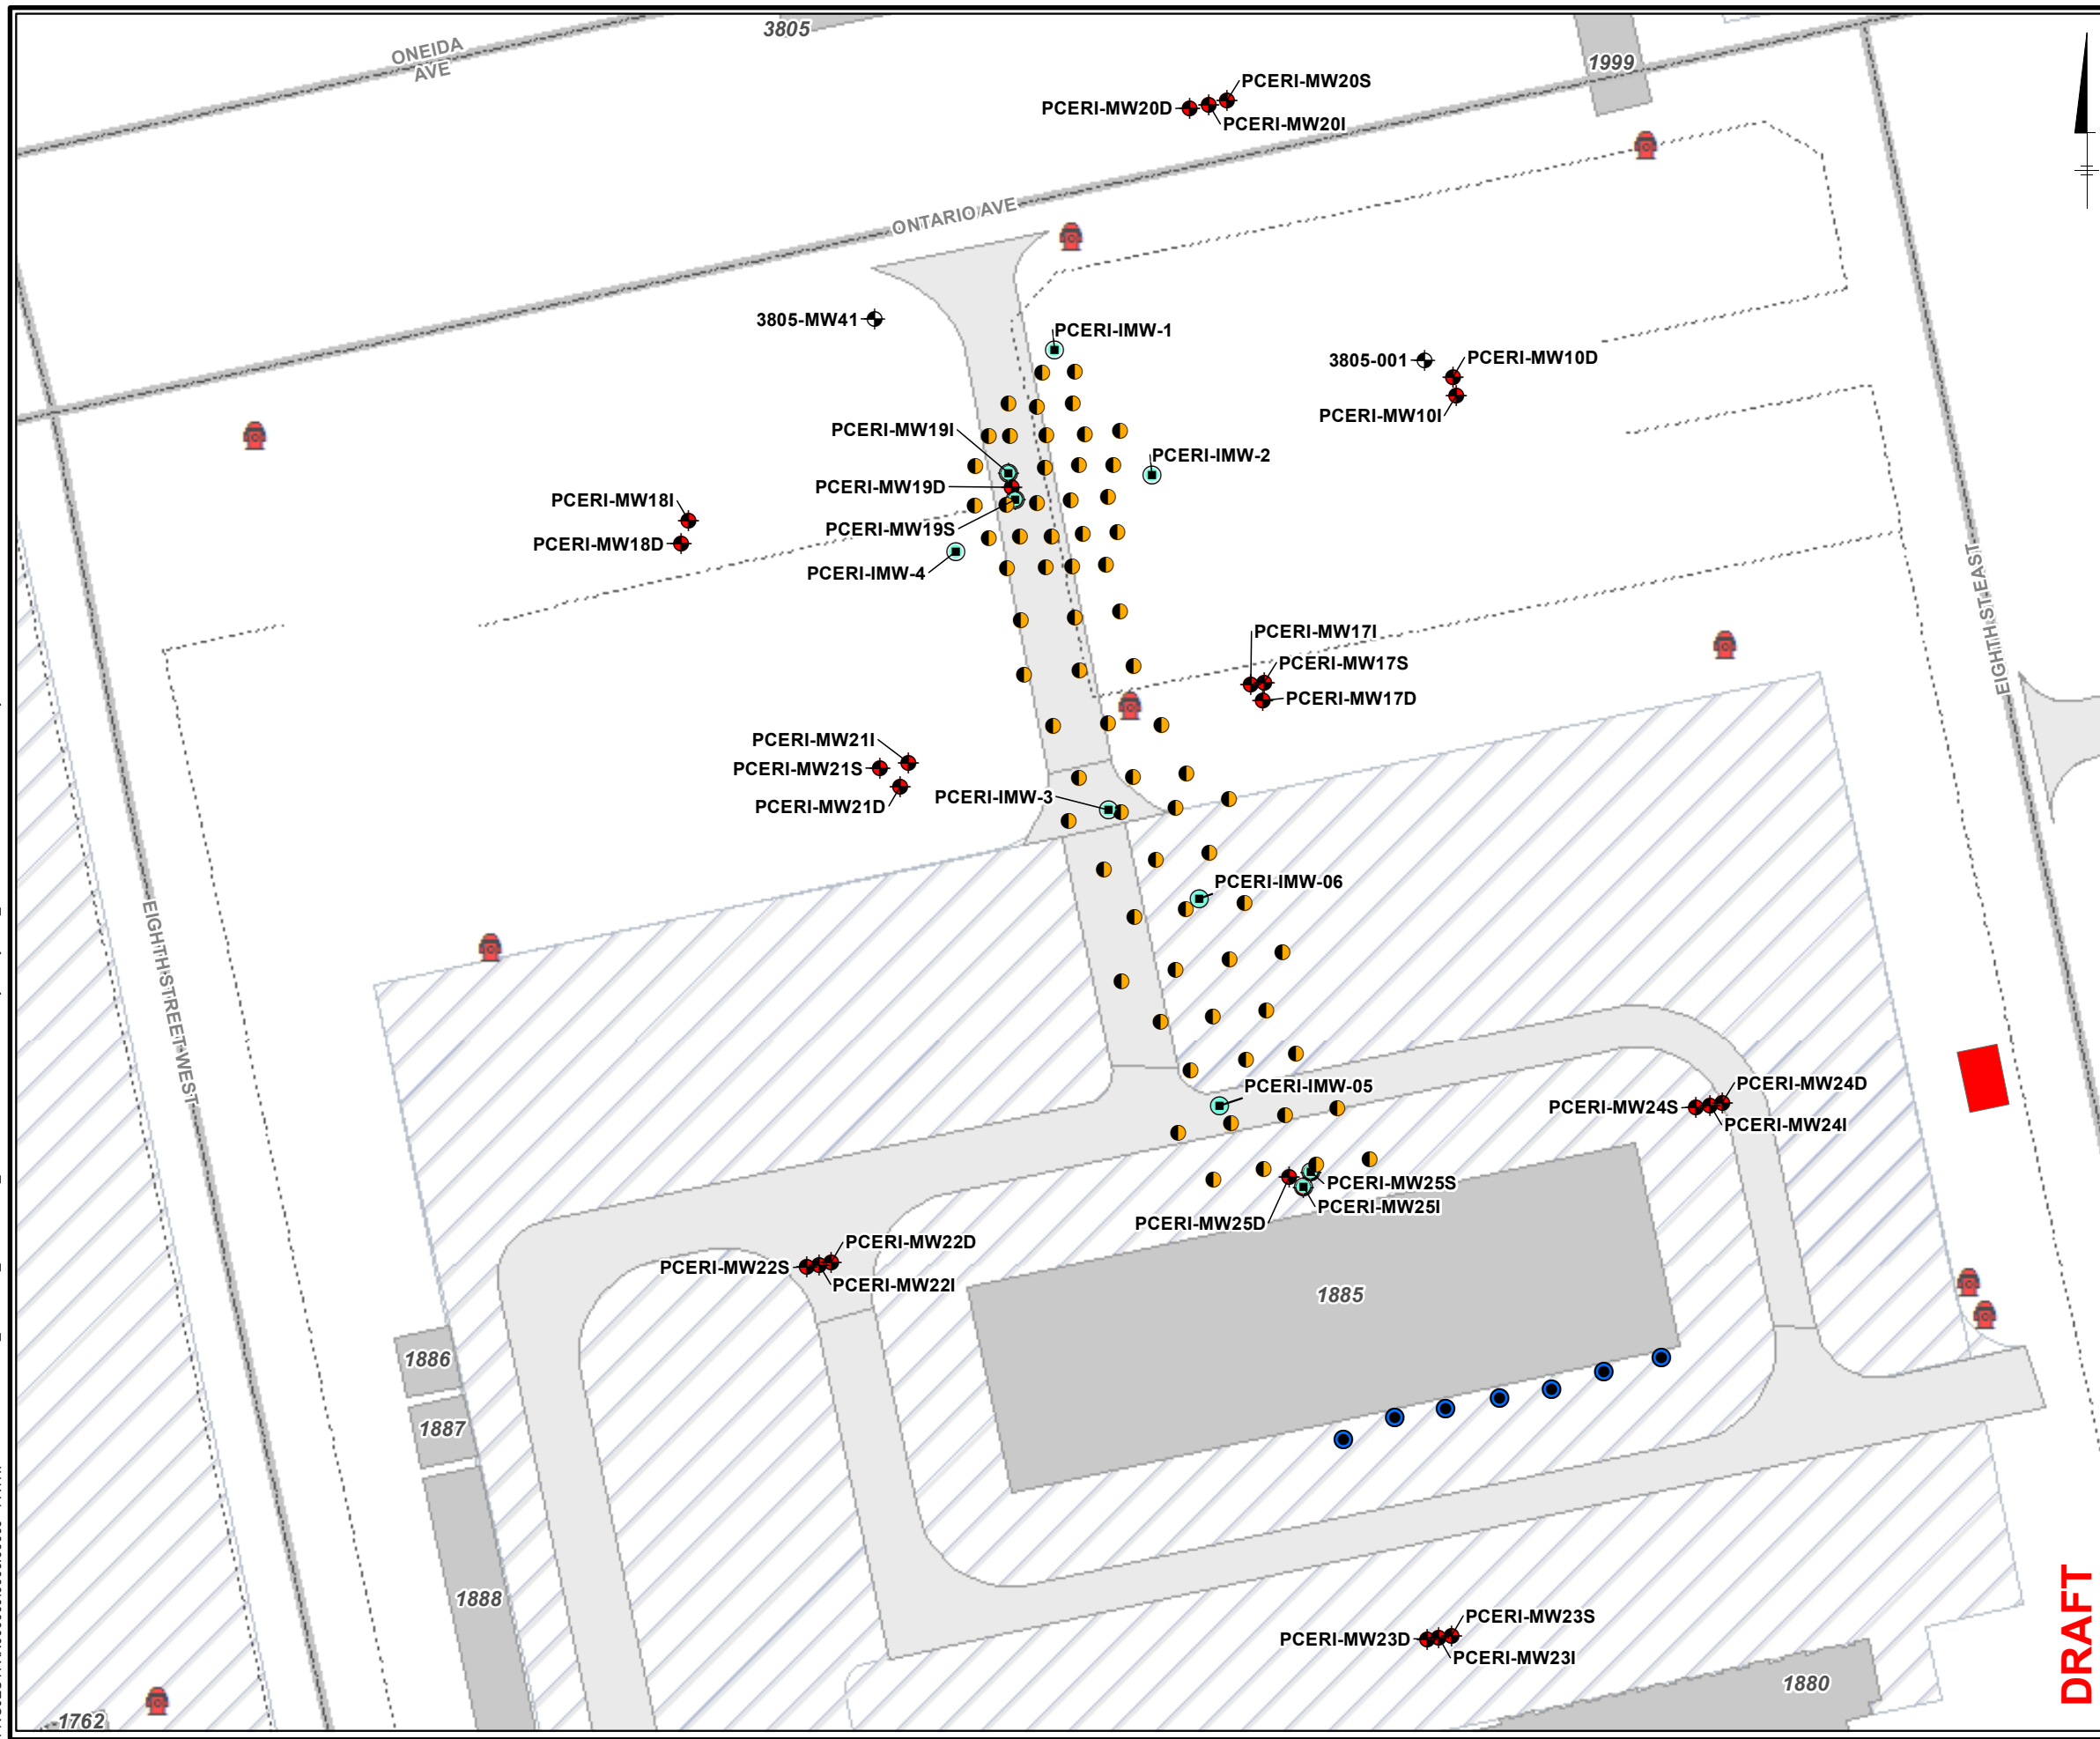 3805
ONEIDA
AVE
1999
PCERI-MW20S
PCERI-MW20D
PCERI-MW20I
ONTARIO AVE
3805-MW41
PCERI-IMW-1
3805-001
PCERI-MW10D
PCERI-MW10I
PCERI-MW19I
PCERI-IMW-2
PCERI-MW19D
PCERI-MW18I
PCERI-MW19S
PCERI-MW18D
PCERI-IMW-4
EIGHTH ST EAST
PCERI-MW17I
PCERI-MW17S
PCERI-MW17D
PCERI-MW21I
PCERI-MW21S
PCERI-MW21D
PCERI-IMW-3
PCERI-IMW-06
EIGHTH STREET WEST
PCERI-IMW-05
PCERI-MW24D
PCERI-MW24S
PCERI-MW24I
PCERI-MW25S
PCERI-MW25I
PCERI-MW25D
PCERI-MW22D
PCERI-MW22S
PCERI-MW22I
1885
1886
1887
1888
PCERI-MW23S
PCERI-MW23D
PCERI-MW23I
1880
1762
DRAFT